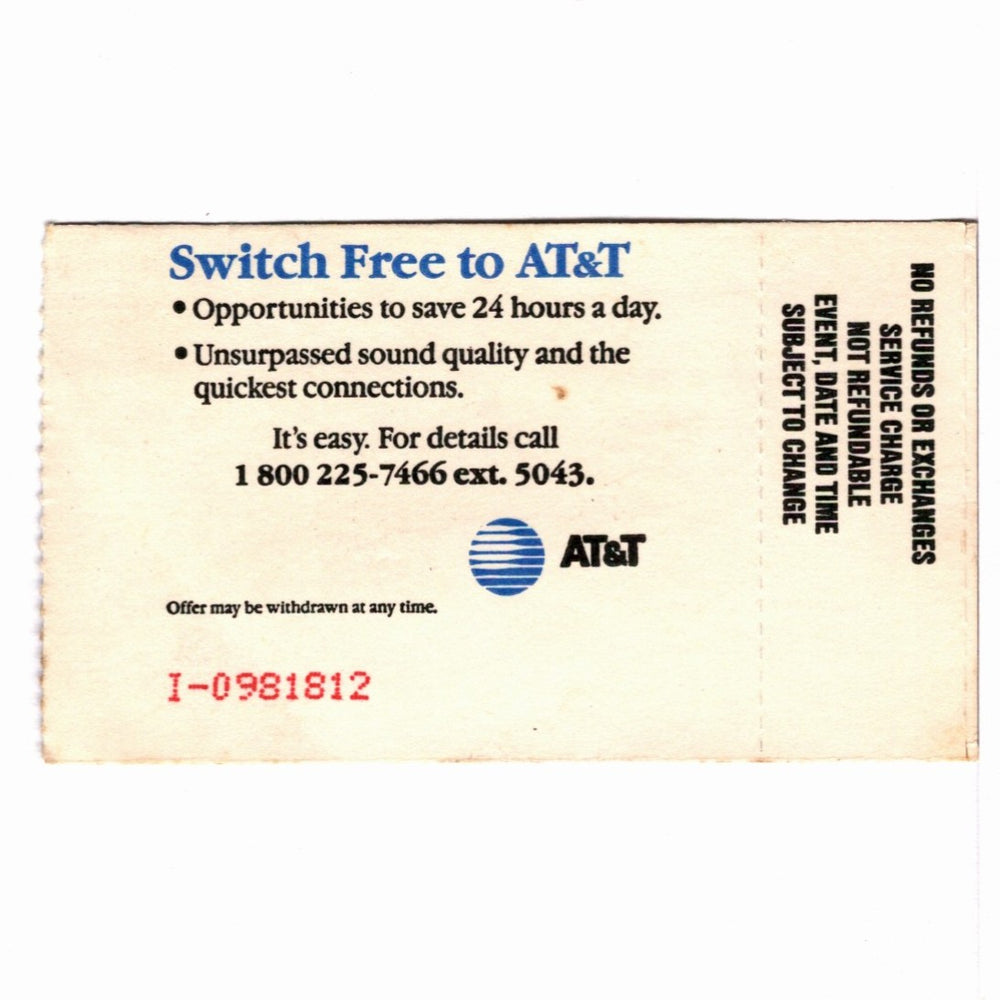 Switch Free to AT&T
• Opportunities to save 24 hours a day.
• Unsurpassed sound quality and the
quickest connections.
It's easy. For details call
1 800 225-7466 ext. 5043.
AT&T
Offer may be withdrawn at any time.
I-0981812
NO REFUNDS OR EXCHANGES
SERVICE CHARGE
NOT REFUNDABLE
EVENT, DATE AND TIME
SUBJECT TO CHANGE